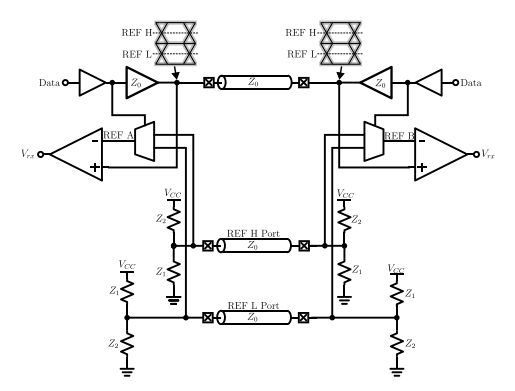 REF H REF H
REF L REF L
Data Z0 Z0 Z0 Data
REF A REF B
Vrx Vrx
VCC VCC
Z2 Z2
REF H Port
Z0
Z1 Z1
VCC VCC
Z1 Z1
REF L Port
Z0
Z2 Z2